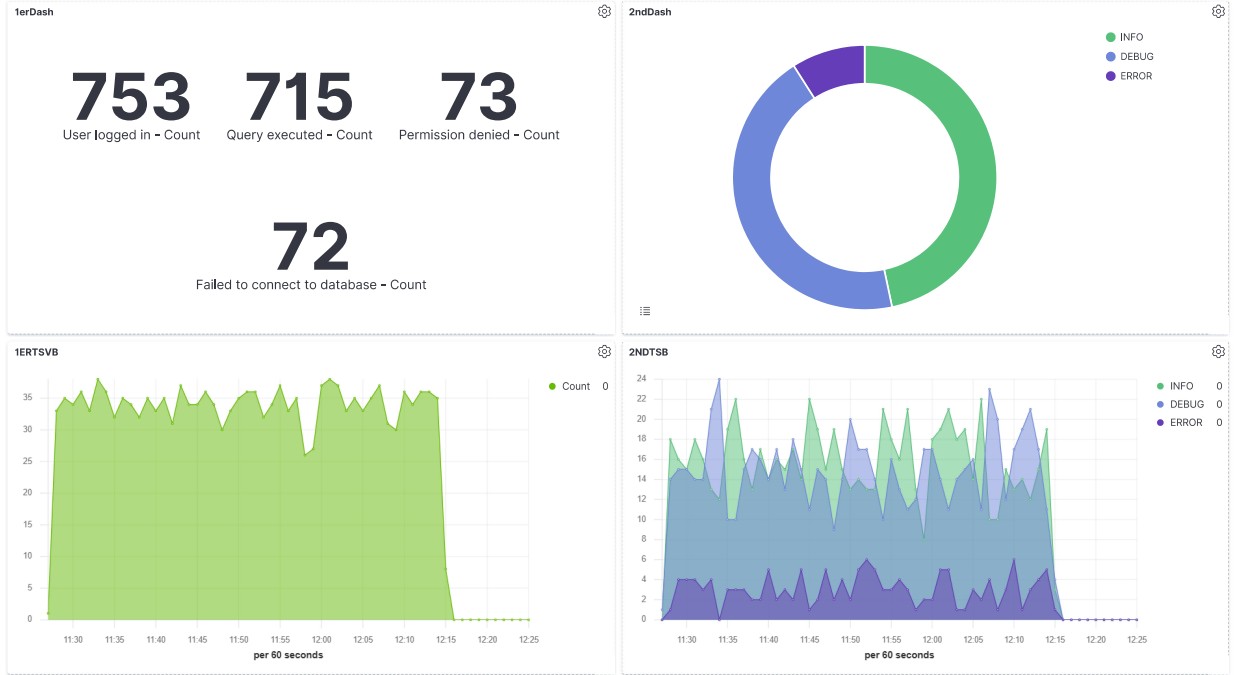 1erDash
753
User logged in - Count
715
Query executed - Count
73
Permission denied - Count
72
Failed to connect to database - Count
2ndDash
INFO
DEBUG
ERROR
1ERTSVB
35
30
25
20
15
10
5
0
11:30 11:35 11:40 11:45 11:50 11:55 12:00 12:05 12:10 12:15 12:20 12:25
per 60 seconds
Count 0
2NDTSB
24
22
20
18
16
14
12
10
8
6
4
2
0
11:30 11:35 11:40 11:45 11:50 11:55 12:00 12:05 12:10 12:15 12:20 12:25
per 60 seconds
INFO 0
DEBUG 0
ERROR 0